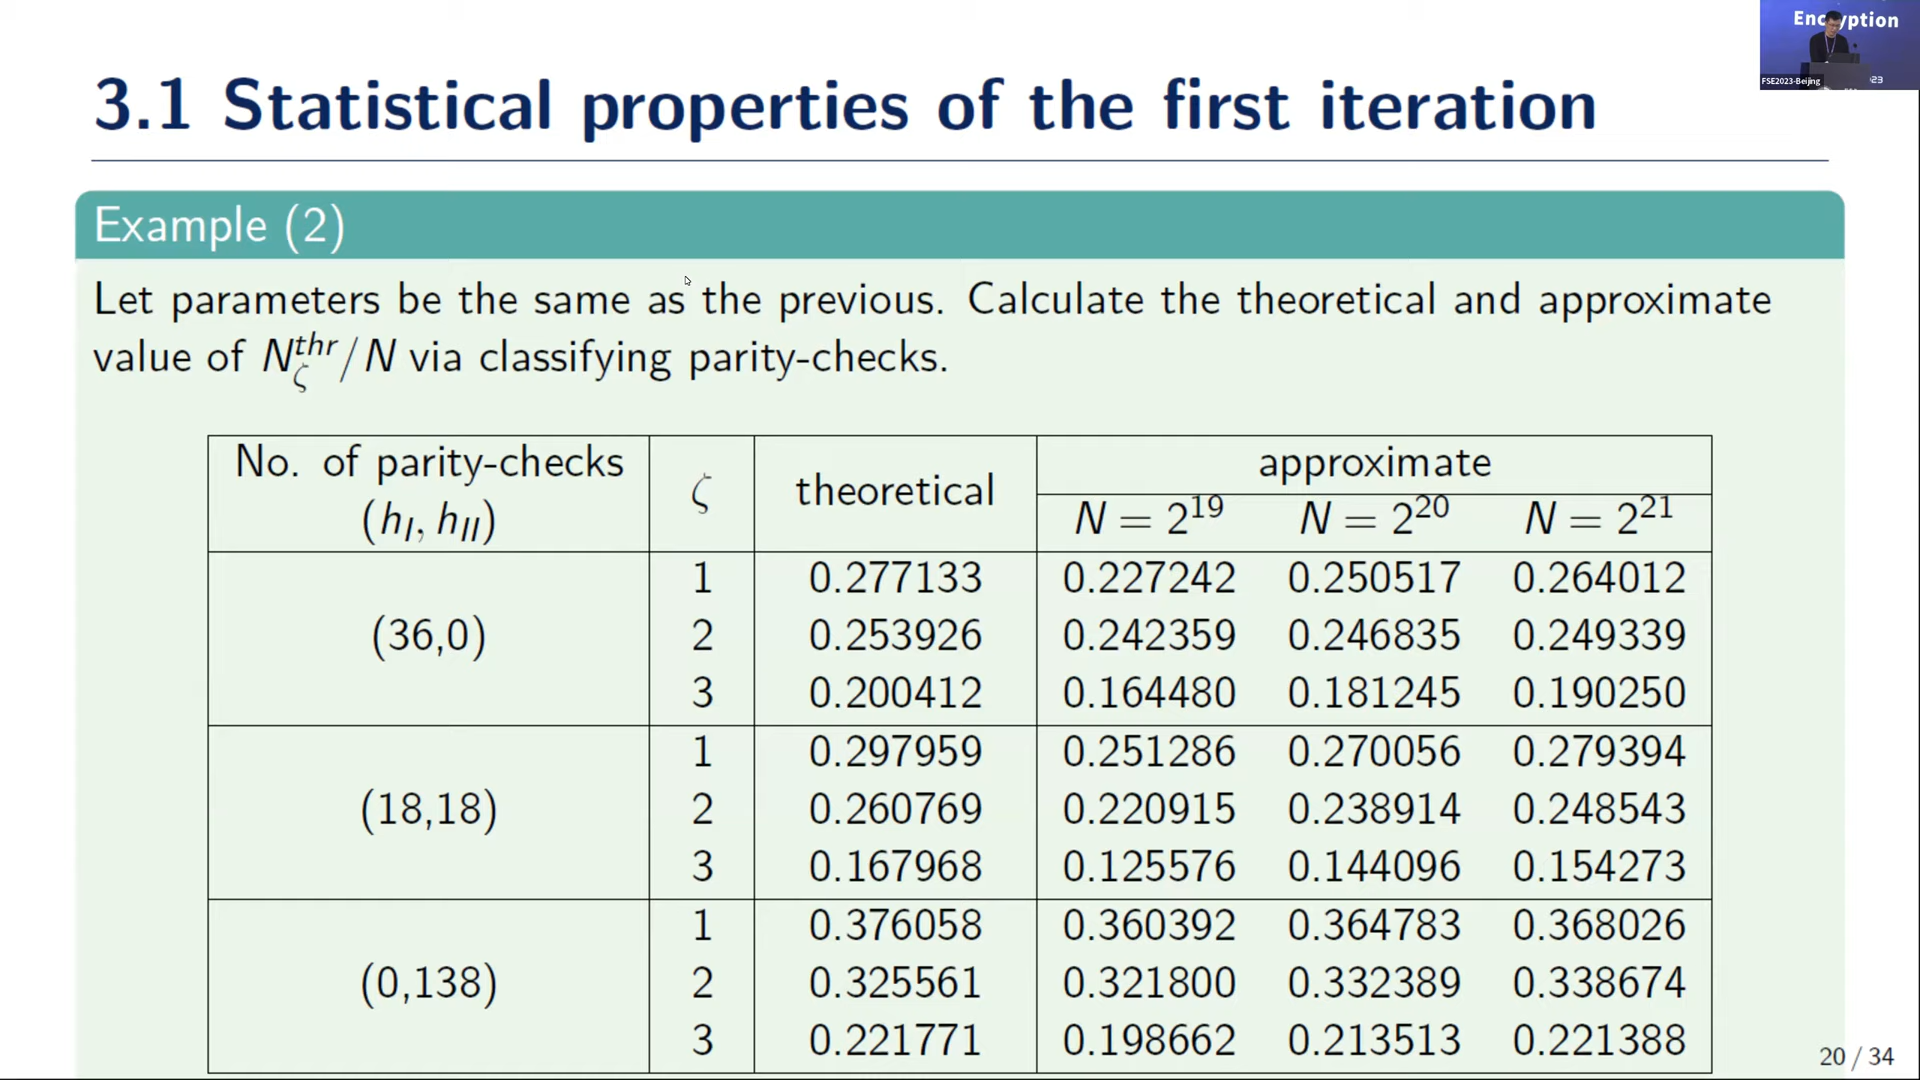 Encryption
FSE2023-Beijing
3.1 Statistical properties of the first iteration
Example (2)
Let parameters be the same as the previous. Calculate the theoretical and approximate
value of N_ζ^{thr}/N via classifying parity-checks.
No. of parity-checks (h_I, h_{II}) ζ theoretical approximate
N = 2^{19} N = 2^{20} N = 2^{21}
(36,0)
1 0.277133 0.227242 0.250517 0.264012
2 0.253926 0.242359 0.246835 0.249339
3 0.200412 0.164480 0.181245 0.190250
(18,18)
1 0.297959 0.251286 0.270056 0.279394
2 0.260769 0.220915 0.238914 0.248543
3 0.167968 0.125576 0.144096 0.154273
(0,138)
1 0.376058 0.360392 0.364783 0.368026
2 0.325561 0.321800 0.332389 0.338674
3 0.221771 0.198662 0.213513 0.221388
20 / 34